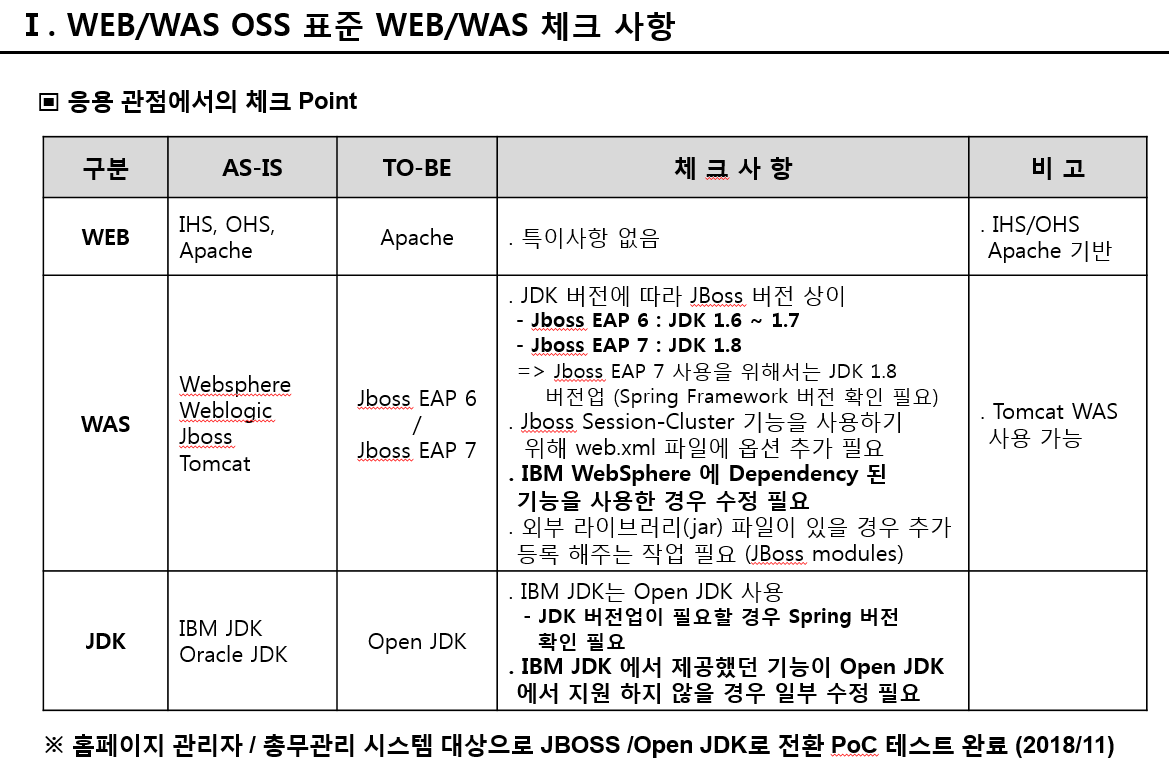 Ⅰ. WEB/WAS OSS 표준 WEB/WAS 체크 사항
▣ 응용 관점에서의 체크 Point
구분 AS-IS TO-BE 체 크 사 항 비 고
WEB
IHS, OHS,
Apache
Apache
. 특이사항 없음
. IHS/OHS
Apache 기반
WAS
Websphere
Weblogic
Jboss
Tomcat
Jboss EAP 6
/
Jboss EAP 7
. JDK 버전에 따라 JBoss 버전 상이
- Jboss EAP 6 : JDK 1.6 ~ 1.7
- Jboss EAP 7 : JDK 1.8
=> Jboss EAP 7 사용을 위해서는 JDK 1.8
버전업 (Spring Framework 버전 확인 필요)
. Jboss Session-Cluster 기능을 사용하기
위해 web.xml 파일에 옵션 추가 필요
. IBM WebSphere 에 Dependency 된
기능을 사용한 경우 수정 필요
. 외부 라이브러리(jar) 파일이 있을 경우 추가
등록 해주는 작업 필요 (JBoss modules)
. Tomcat WAS
사용 가능
JDK
IBM JDK
Oracle JDK
Open JDK
. IBM JDK는 Open JDK 사용
- JDK 버전업이 필요할 경우 Spring 버전
확인 필요
. IBM JDK 에서 제공했던 기능이 Open JDK
에서 지원 하지 않을 경우 일부 수정 필요
※ 홈페이지 관리자 / 총무관리 시스템 대상으로 JBOSS /Open JDK로 전환 PoC 테스트 완료 (2018/11)